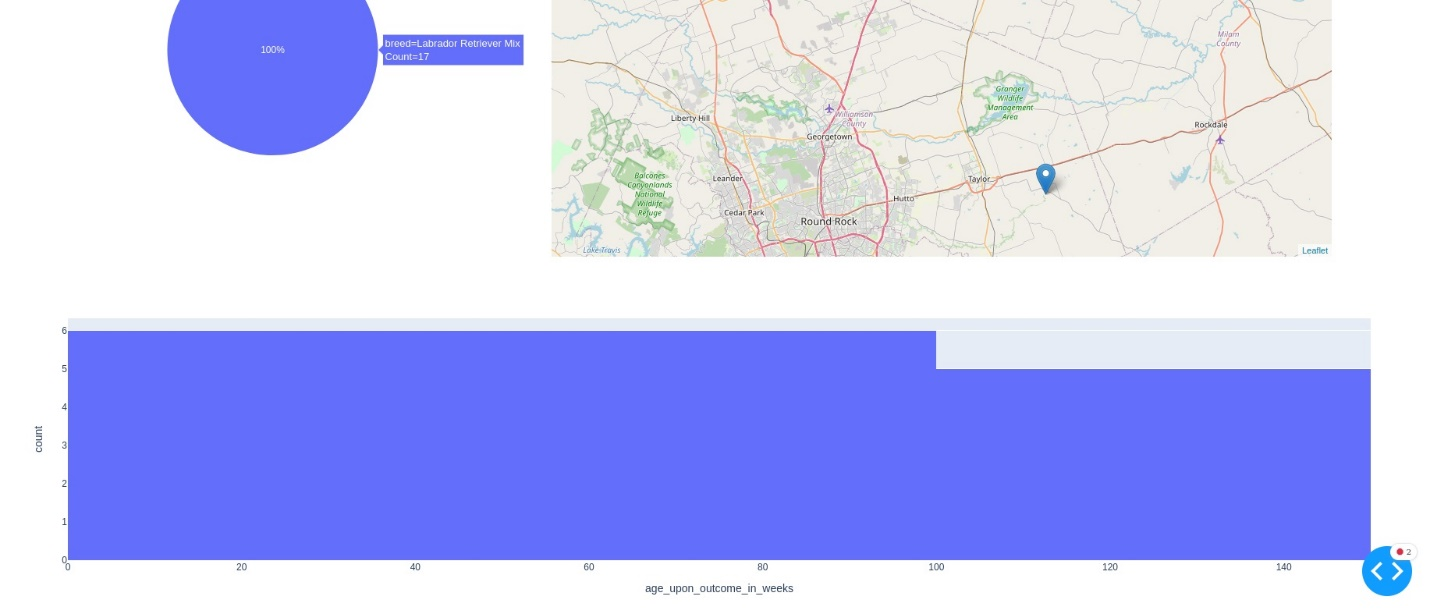 100%
breed=Labrador Retriever Mix
Count=17
Milam
County
Granger
Wildlife
Management
Area
Williamson
County
Liberty Hill
Georgetown
Rockdale
Leander
Balcones
Canyonlands
National
Wildlife
Refuge
Taylor
Hutto
Cedar Park
Round Rock
Lake Travis
Leaflet
6
5
4
3
2
1
0
count
0
20
40
60
80
100
120
140
age_upon_outcome_in_weeks
2